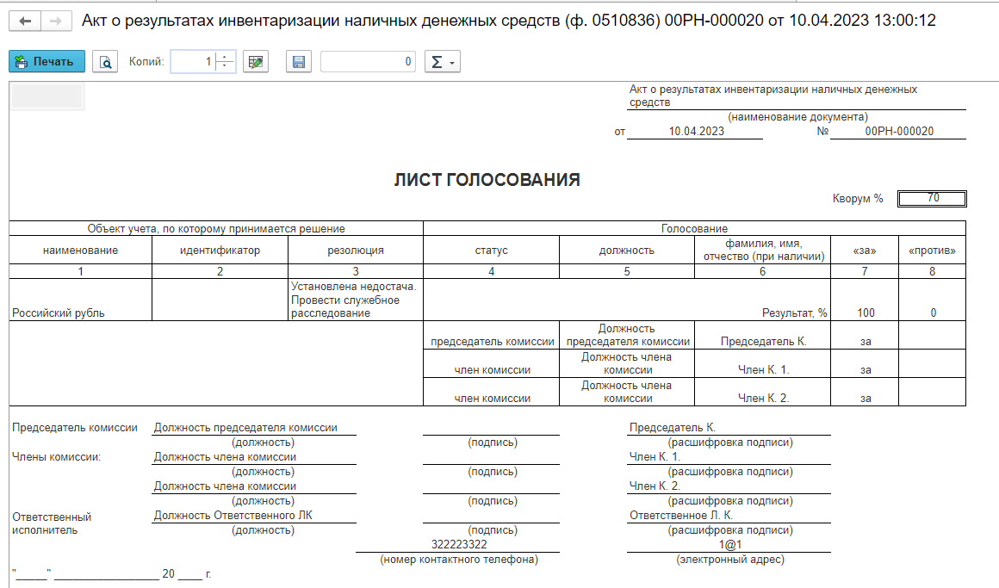 Акт о результатах инвентаризации наличных денежных средств (ф. 0510836) 00РН-000020 от 10.04.2023 13:00:12
Печать Копий: 1 0 Σ
Акт о результатах инвентаризации наличных денежных
средств
(наименование документа)
от 10.04.2023 № 00РН-000020
ЛИСТ ГОЛОСОВАНИЯ
Кворум % 70
Объект учета, по которому принимается решение Голосование
наименование идентификатор резолюция статус должность фамилия, имя,
отчество (при наличии) «за» «против»
1 2 3 4 5 6 7 8
Российский рубль Установлена недостача.
Провести служебное
расследование Результат, % 100 0
председатель комиссии Должность
председателя комиссии Председатель К. за
член комиссии Должность члена
комиссии Член К. 1. за
член комиссии Должность члена
комиссии Член К. 2. за
Председатель комиссии Должность председателя комиссии Председатель К.
(должность) (подпись) (расшифровка подписи)
Члены комиссии: Должность члена комиссии Член К. 1.
(должность) (подпись) (расшифровка подписи)
Должность члена комиссии Член К. 2.
(должность) (подпись) (расшифровка подписи)
Ответственный
исполнитель Должность Ответственного ЛК Ответственное Л. К.
(должность) (подпись) (расшифровка подписи)
322223322 1@1
(номер контактного телефона) (электронный адрес)
"_____" _________________ 20 ____ г.